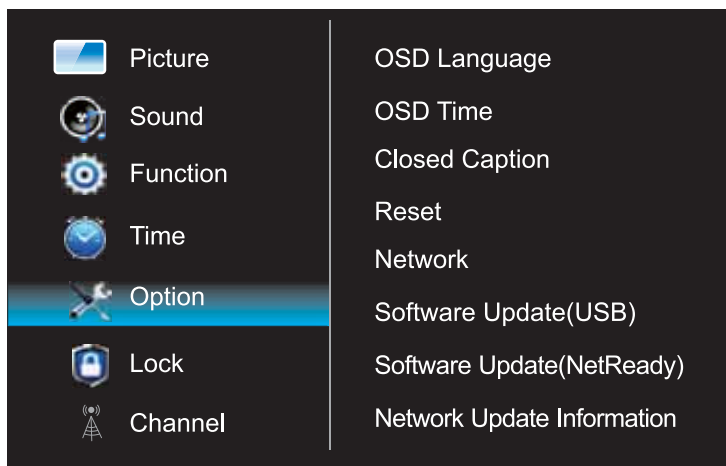 Picture
Sound
Function
Time
Option
Lock
Channel
OSD Language
OSD Time
Closed Caption
Reset
Network
Software Update(USB)
Software Update(NetReady)
Network Update Information